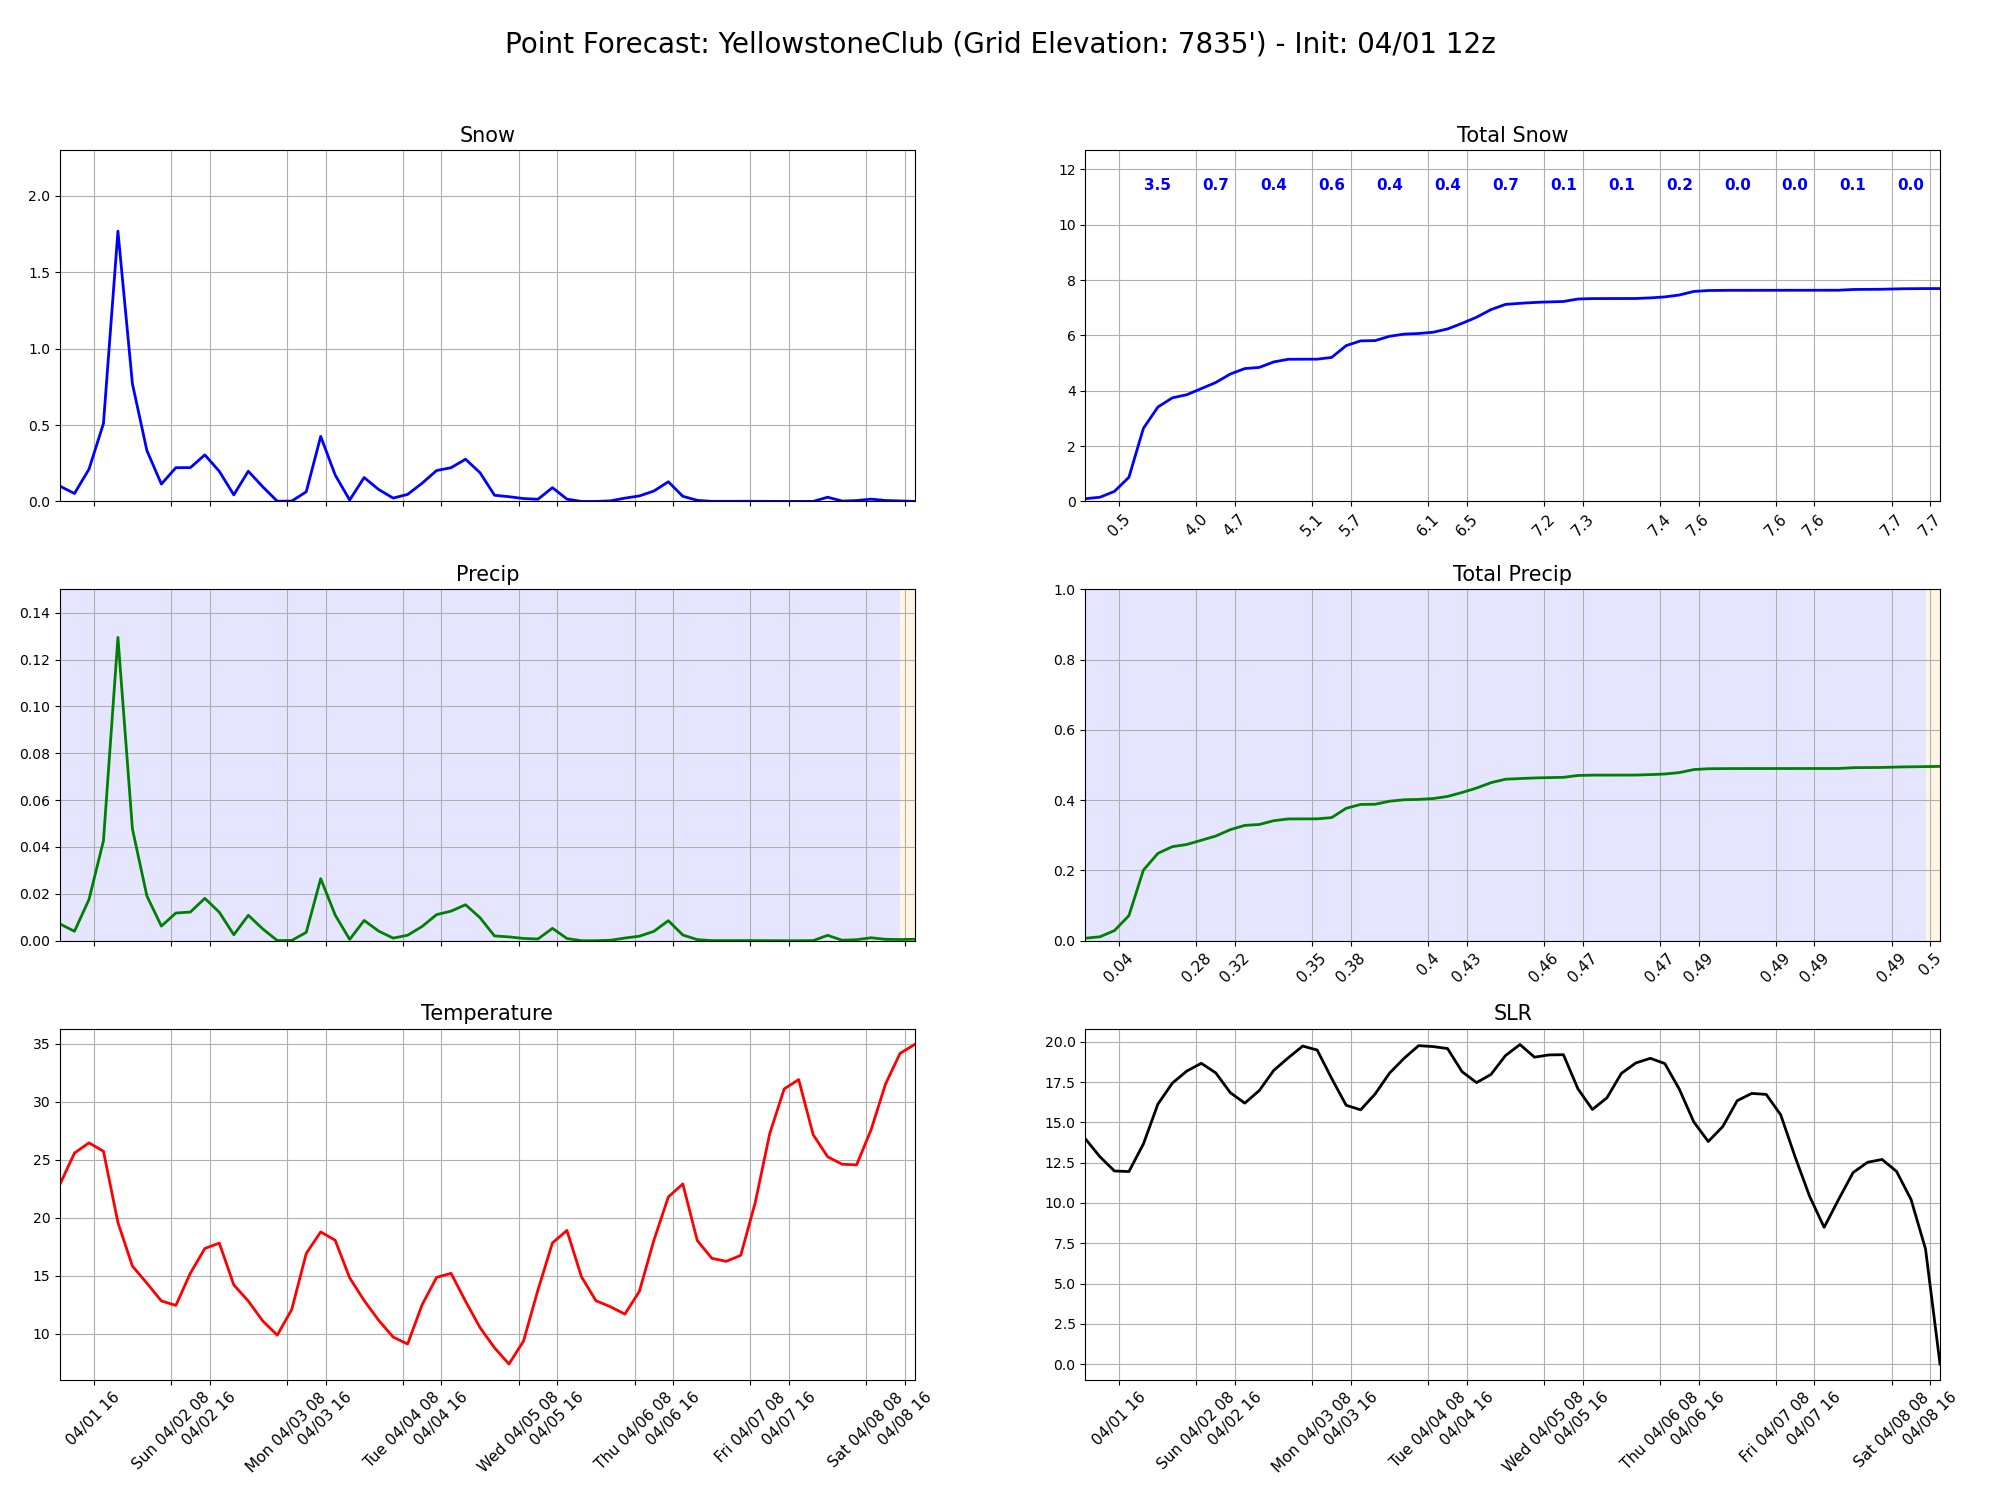 Point Forecast: YellowstoneClub (Grid Elevation: 7835') - Init: 04/01 12z
Snow
2.0
1.5
1.0
0.5
0.0
Total Snow
12
10
8
6
4
2
0
3.5 0.7 0.4 0.6 0.4 0.4 0.7 0.1 0.1 0.2 0.0 0.0 0.1 0.0
0.5 4.0 4.7 5.1 5.7 6.1 6.5 7.2 7.3 7.4 7.6 7.6 7.6 7.7 7.7
Precip
0.14
0.12
0.10
0.08
0.06
0.04
0.02
0.00
Total Precip
1.0
0.8
0.6
0.4
0.2
0.0
0.04 0.28 0.32 0.35 0.38 0.4 0.43 0.46 0.47 0.47 0.49 0.49 0.49 0.49 0.5
Temperature
35
30
25
20
15
10
04/01 16
Sun 04/02 08
04/02 16
Mon 04/03 08
04/03 16
Tue 04/04 08
04/04 16
Wed 04/05 08
04/05 16
Thu 04/06 08
04/06 16
Fri 04/07 08
04/07 16
Sat 04/08 08
04/08 16
SLR
20.0
17.5
15.0
12.5
10.0
7.5
5.0
2.5
0.0
04/01 16
Sun 04/02 08
04/02 16
Mon 04/03 08
04/03 16
Tue 04/04 08
04/04 16
Wed 04/05 08
04/05 16
Thu 04/06 08
04/06 16
Fri 04/07 08
04/07 16
Sat 04/08 08
04/08 16